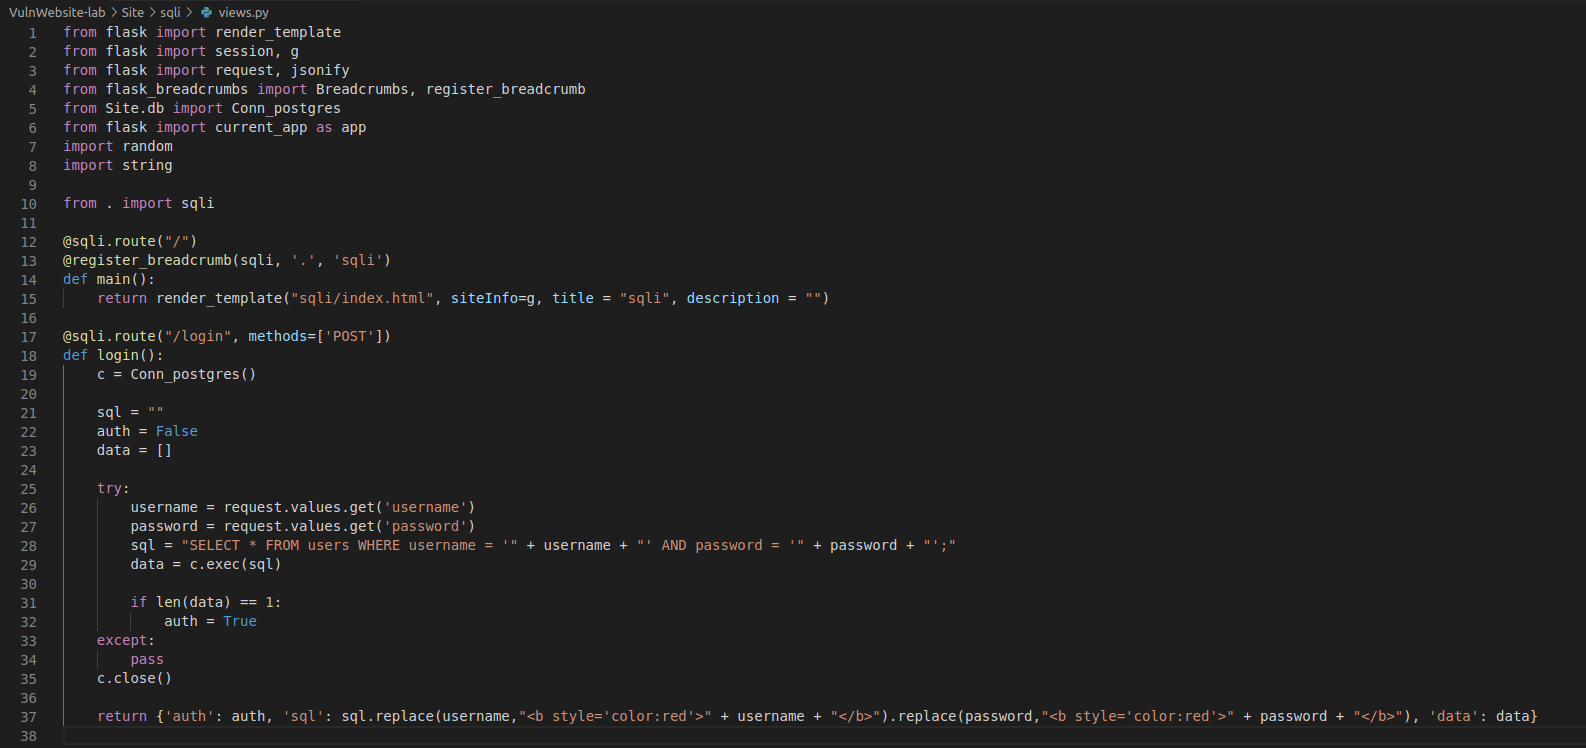 VulnWebsite-lab > Site > sqli > views.py
1 from flask import render_template
2 from flask import session, g
3 from flask import request, jsonify
4 from flask_breadcrumbs import Breadcrumbs, register_breadcrumb
5 from Site.db import Conn_postgres
6 from flask import current_app as app
7 import random
8 import string
9
10 from . import sqli
11
12 @sqli.route("/")
13 @register_breadcrumb(sqli, '.', 'sqli')
14 def main():
15     return render_template("sqli/index.html", siteInfo=g, title = "sqli", description = "")
16
17 @sqli.route("/login", methods=['POST'])
18 def login():
19     c = Conn_postgres()
20
21     sql = ""
22     auth = False
23     data = []
24
25     try:
26         username = request.values.get('username')
27         password = request.values.get('password')
28         sql = "SELECT * FROM users WHERE username = '" + username + "' AND password = '" + password + "';"
29         data = c.exec(sql)
30
31         if len(data) == 1:
32             auth = True
33     except:
34         pass
35     c.close()
36
37     return {'auth': auth, 'sql': sql.replace(username,"<b style='color:red'>" + username + "</b>").replace(password,"<b style='color:red'>" + password + "</b>"), 'data': data}
38